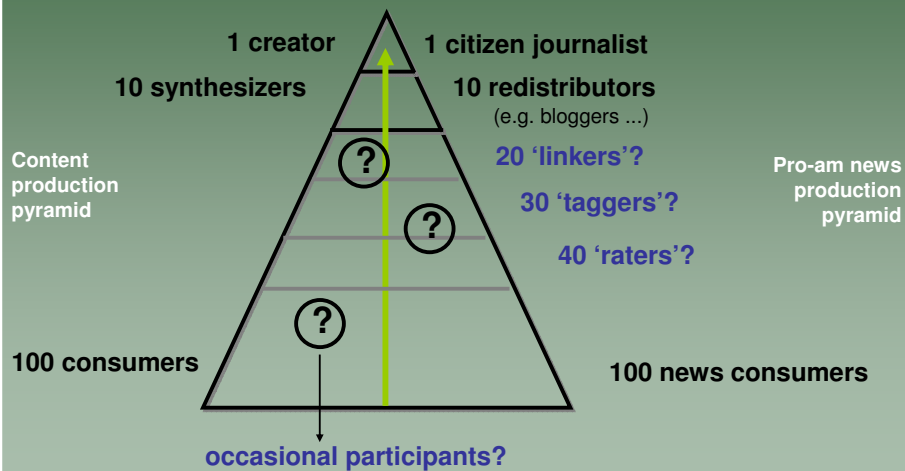 1 creator
1 citizen journalist
10 synthesizers
10 redistributors
(e.g. bloggers ...)
?
20 ‘linkers’?
Content
production
pyramid
Pro-am news
production
pyramid
30 ‘taggers’?
?
40 ‘raters’?
?
100 consumers
100 news consumers
occasional participants?